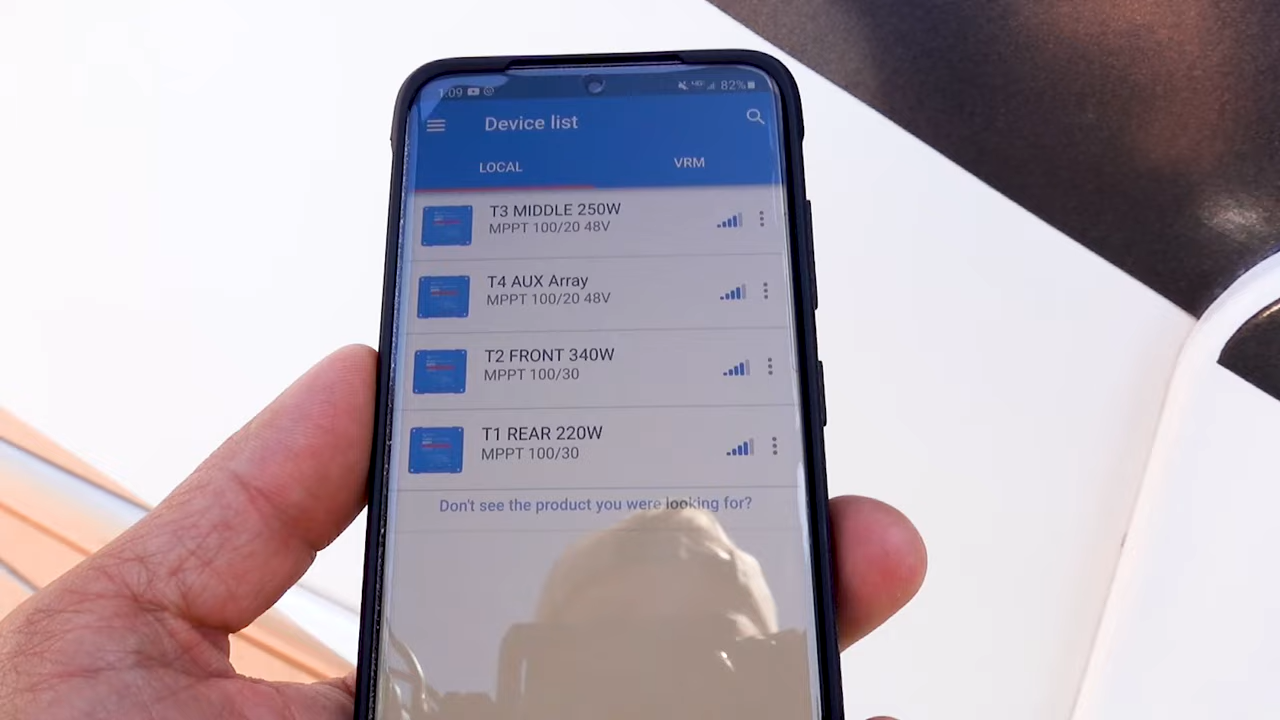 1:09 82%
Device list
LOCAL VRM
T3 MIDDLE 250W
MPPT 100/20 48V
T4 AUX Array
MPPT 100/20 48V
T2 FRONT 340W
MPPT 100/30
T1 REAR 220W
MPPT 100/30
Don't see the product you were looking for?